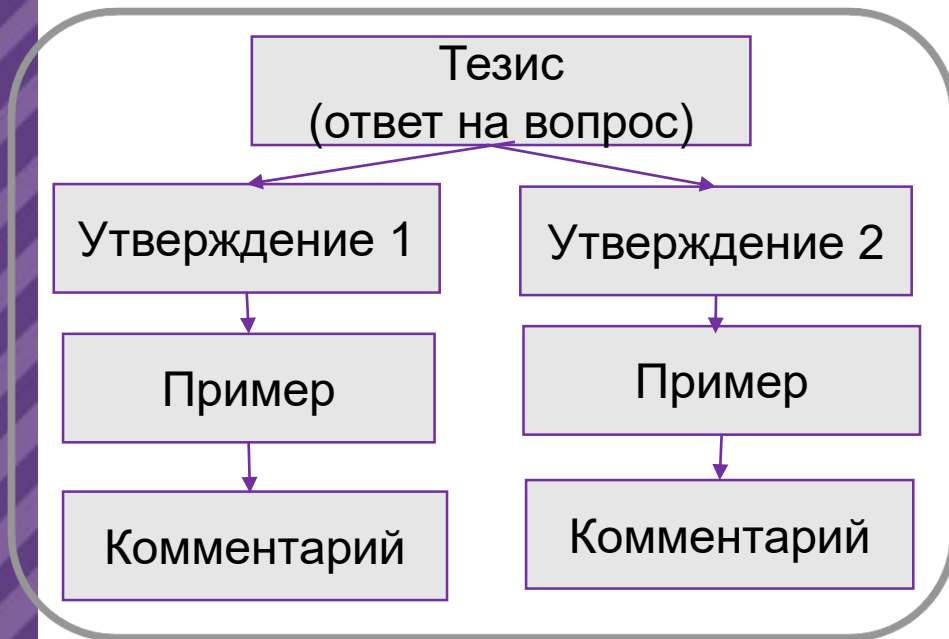 Тезис
(ответ на вопрос)
Утверждение 1
Утверждение 2
Пример
Пример
Комментарий
Комментарий